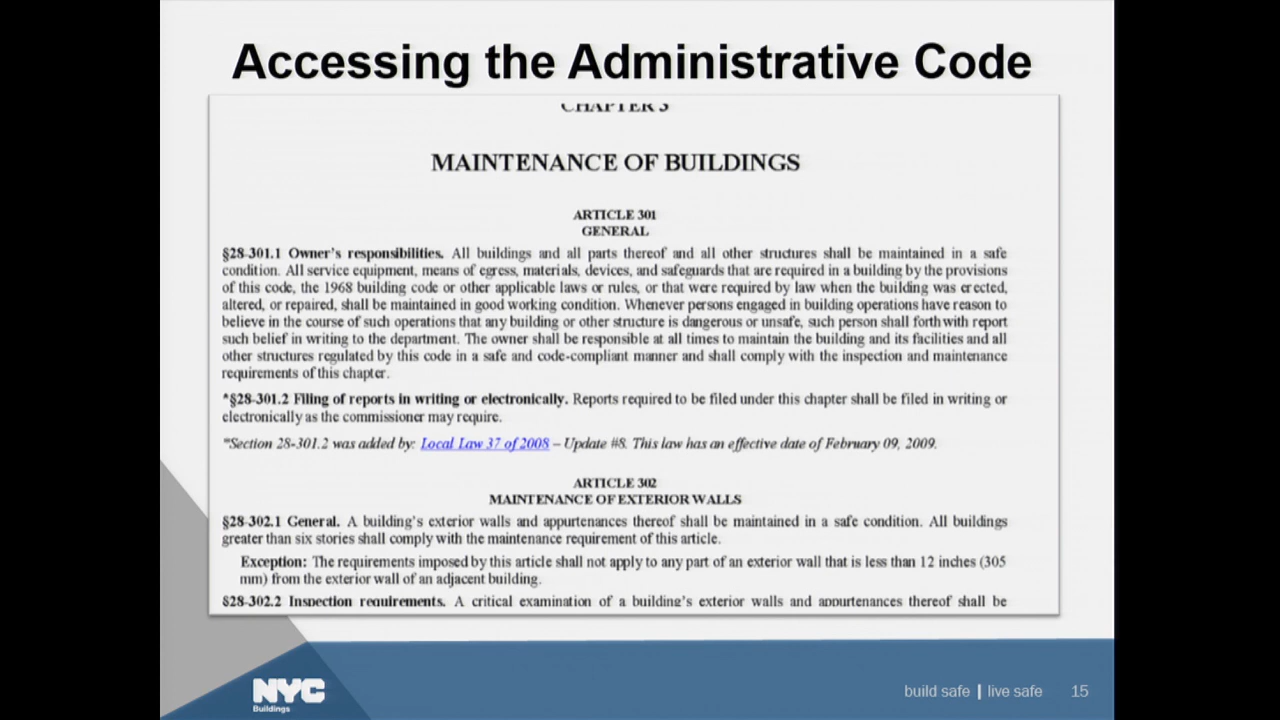 Accessing the Administrative Code
CHAPTER 3
MAINTENANCE OF BUILDINGS
ARTICLE 301
GENERAL
§28-301.1 Owner's responsibilities. All buildings and all parts thereof and all other structures shall be maintained in a safe
condition. All service equipment, means of egress, materials, devices, and safeguards that are required in a building by the provisions
of this code, the 1968 building code or other applicable laws or rules, or that were required by law when the building was erected,
altered, or repaired, shall be maintained in good working condition. Whenever persons engaged in building operations have reason to
believe in the course of such operations that any building or other structure is dangerous or unsafe, such person shall forthwith report
such belief in writing to the department. The owner shall be responsible at all times to maintain the building and its facilities and all
other structures regulated by this code in a safe and code-compliant manner and shall comply with the inspection and maintenance
requirements of this chapter.
*§28-301.2 Filing of reports in writing or electronically. Reports required to be filed under this chapter shall be filed in writing or
electronically as the commissioner may require.
*Section 28-301.2 was added by: Local Law 37 of 2008 – Update #8. This law has an effective date of February 09, 2009.
ARTICLE 302
MAINTENANCE OF EXTERIOR WALLS
§28-302.1 General. A building's exterior walls and appurtenances thereof shall be maintained in a safe condition. All buildings
greater than six stories shall comply with the maintenance requirement of this article.
Exception: The requirements imposed by this article shall not apply to any part of an exterior wall that is less than 12 inches (305
mm) from the exterior wall of an adjacent building.
§28-302.2 Inspection requirements. A critical examination of a building's exterior walls and appurtenances thereof shall be
NYC
Buildings
build safe | live safe 15